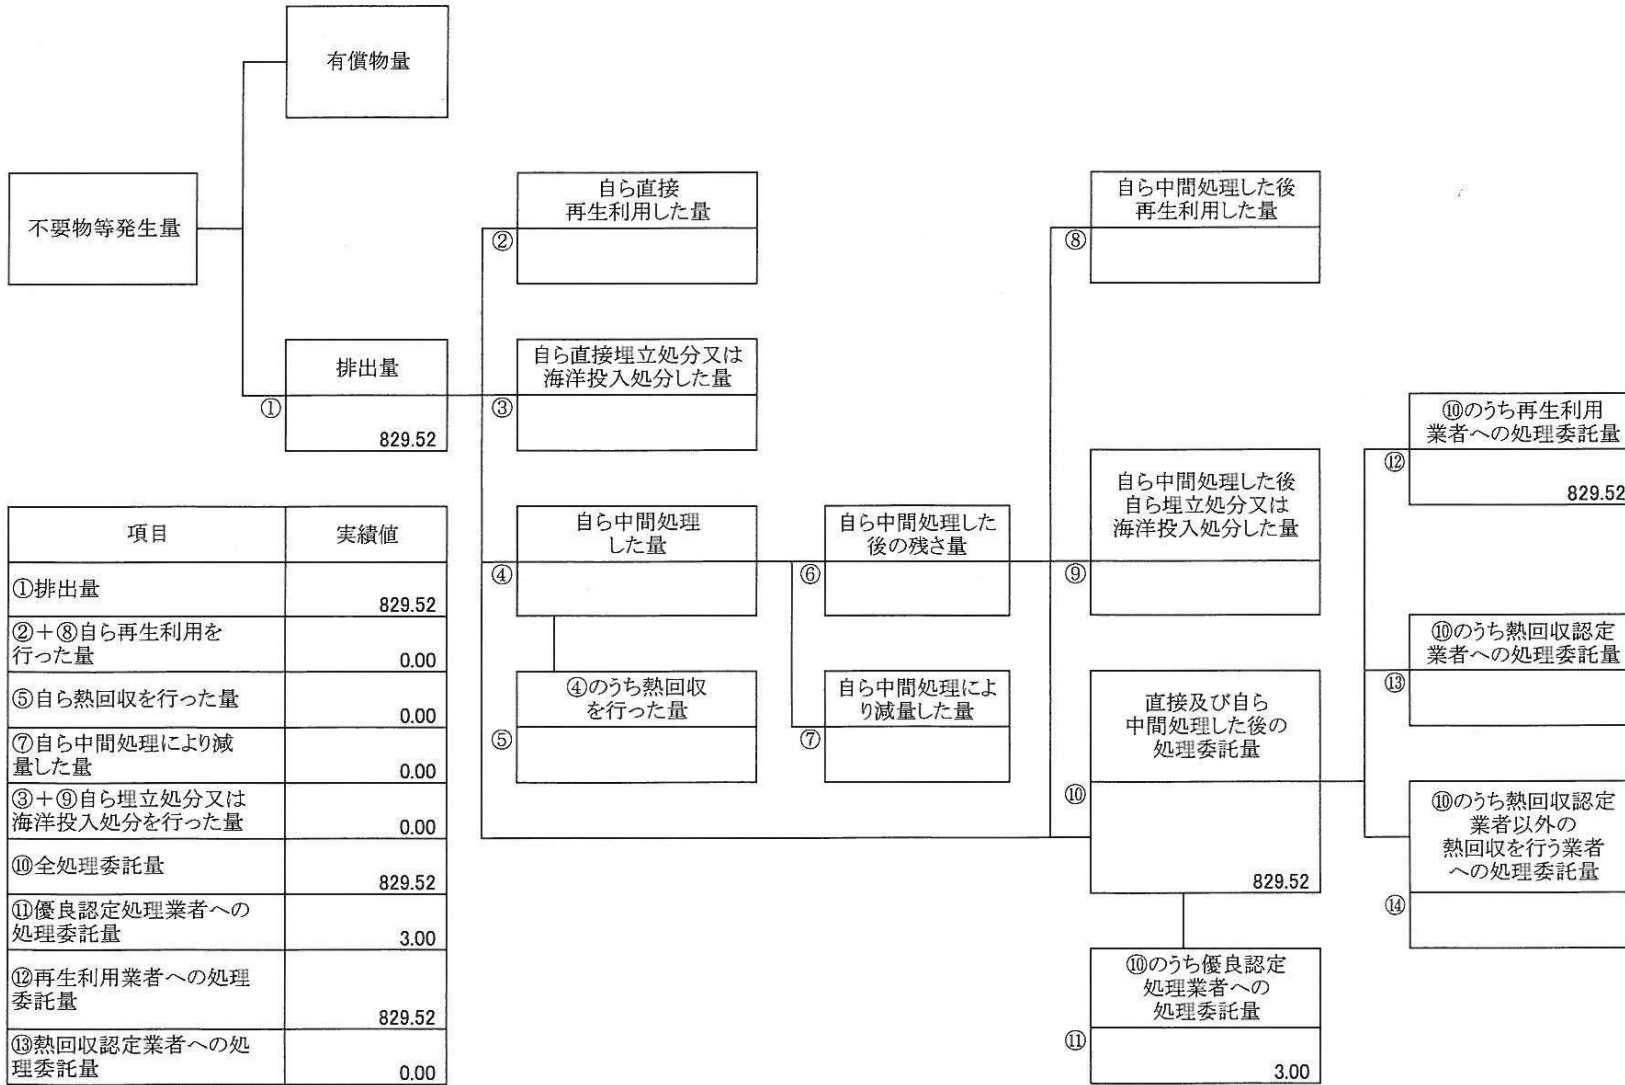 有償物量
不要物等発生量
自ら直接
再生利用した量
②
自ら中間処理した後
再生利用した量
⑧
排出量
①
829.52
自ら直接埋立処分又は
海洋投入処分した量
③
⑩のうち再生利用
業者への処理委託量
⑫
829.52
自ら中間処理した後
自ら埋立処分又は
海洋投入処分した量
⑨
自ら中間処理
した量
④
自ら中間処理した
後の残さ量
⑥
⑩のうち熱回収認定
業者への処理委託量
⑬
④のうち熱回収
を行った量
⑤
自ら中間処理によ
り減量した量
⑦
直接及び自ら
中間処理した後の
処理委託量
⑩
829.52
⑩のうち熱回収認定
業者以外の
熱回収を行う業者
への処理委託量
⑭
⑩のうち優良認定
処理業者への
処理委託量
⑪
3.00
項目 実績値
①排出量
829.52
②+⑧自ら再生利用を
行った量
0.00
⑤自ら熱回収を行った量
0.00
⑦自ら中間処理により減
量した量
0.00
③+⑨自ら埋立処分又は
海洋投入処分を行った量
0.00
⑩全処理委託量
829.52
⑪優良認定処理業者への
処理委託量
3.00
⑫再生利用業者への処理
委託量
829.52
⑬熱回収認定業者への処
理委託量
0.00